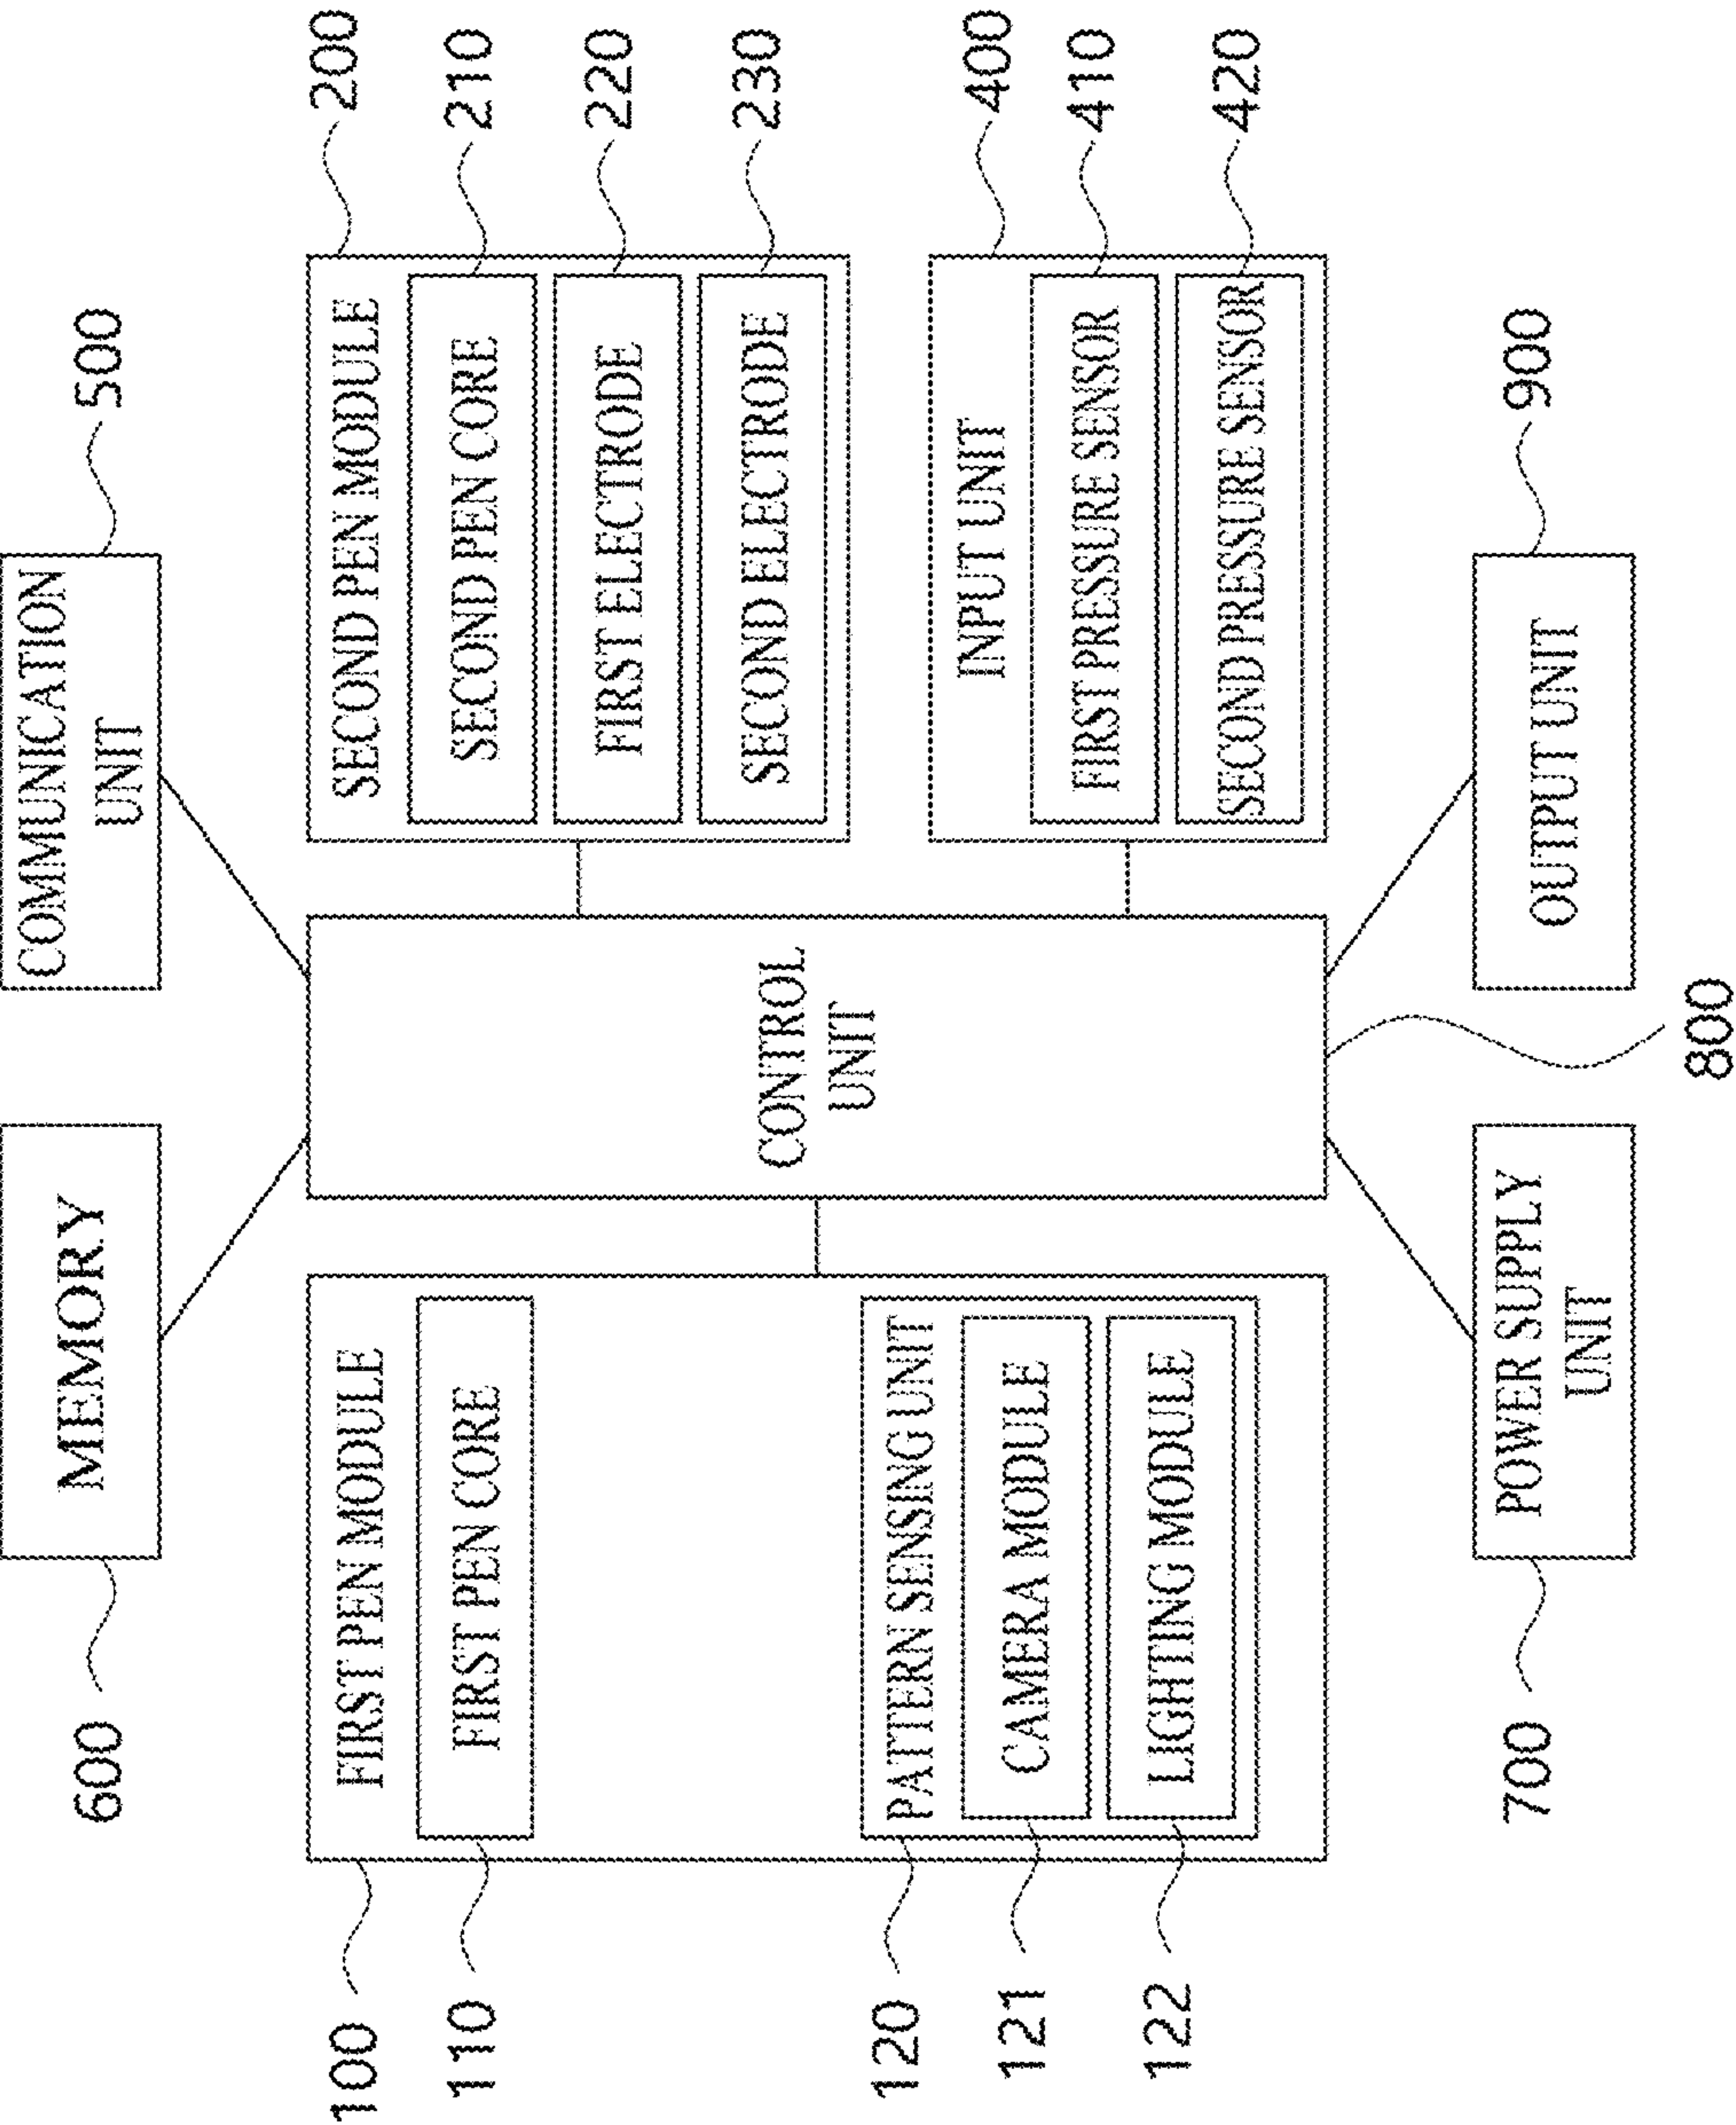 600
MEMORY
COMMUNICATION
UNIT
500
100
FIRST PEN MODULE
110
FIRST PEN CORE
120
PATTERN SENSING UNIT
121
CAMERA MODULE
122
LIGHTING MODULE
CONTROL
UNIT
SECOND PEN MODULE
200
SECOND PEN CORE
210
FIRST ELECTRODE
220
SECOND ELECTRODE
230
INPUT UNIT
400
FIRST PRESSURE SENSOR
410
SECOND PRESSURE SENSOR
420
700
POWER SUPPLY
UNIT
OUTPUT UNIT
900
800